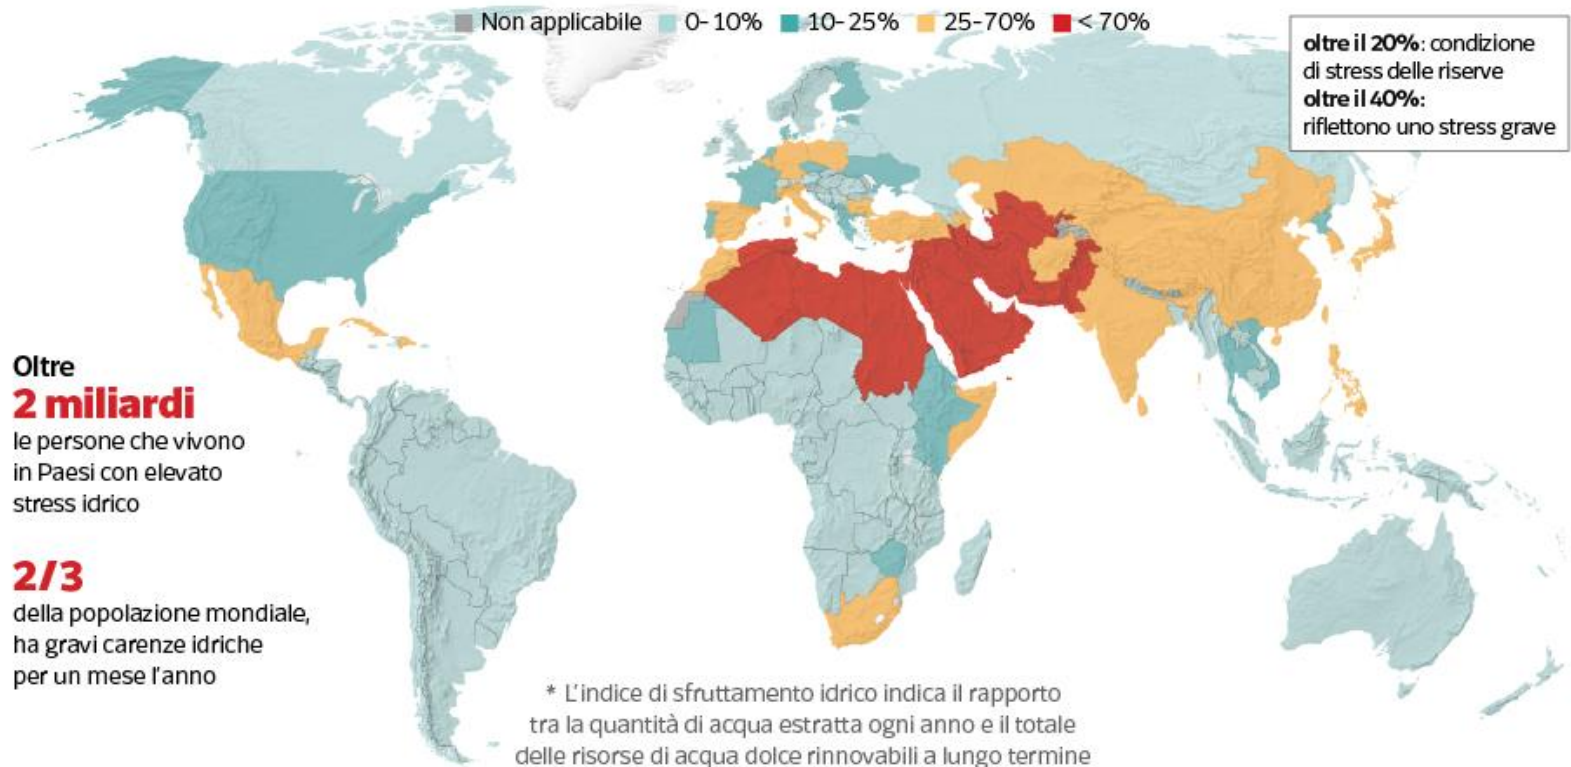 Non applicabile 0-10% 10-25% 25-70% < 70%
oltre il 20%: condizione
di stress delle riserve
oltre il 40%:
riflettono uno stress grave
Oltre
2 miliardi
le persone che vivono
in Paesi con elevato
stress idrico
2/3
della popolazione mondiale,
ha gravi carenze idriche
per un mese l'anno
* L'indice di sfruttamento idrico indica il rapporto
tra la quantità di acqua estratta ogni anno e il totale
delle risorse di acqua dolce rinnovabili a lungo termine